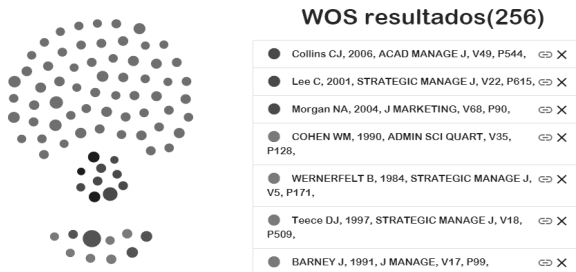 WOS resultados(256)
Collins CJ, 2006, ACAD MANAGE J, V49, P544,
Lee C, 2001, STRATEGIC MANAGE J, V22, P615,
Morgan NA, 2004, J MARKETING, V68, P90,
COHEN WM, 1990, ADMIN SCI QUART, V35,
P128,
WERNERFELT B, 1984, STRATEGIC MANAGE J,
V5, P171,
Teece DJ, 1997, STRATEGIC MANAGE J, V18,
P509,
BARNEY J, 1991, J MANAGE, V17, P99,